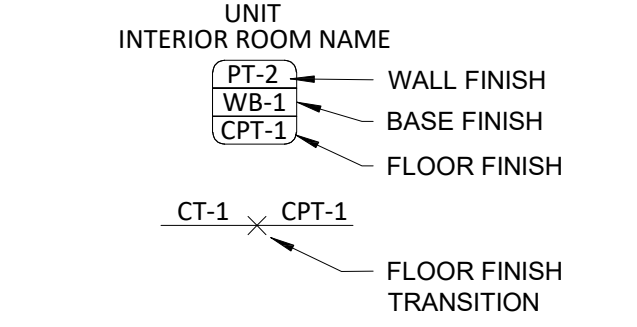 UNIT
INTERIOR ROOM NAME
PT-2
WALL FINISH
WB-1
BASE FINISH
CPT-1
FLOOR FINISH
CT-1 CPT-1
FLOOR FINISH
TRANSITION